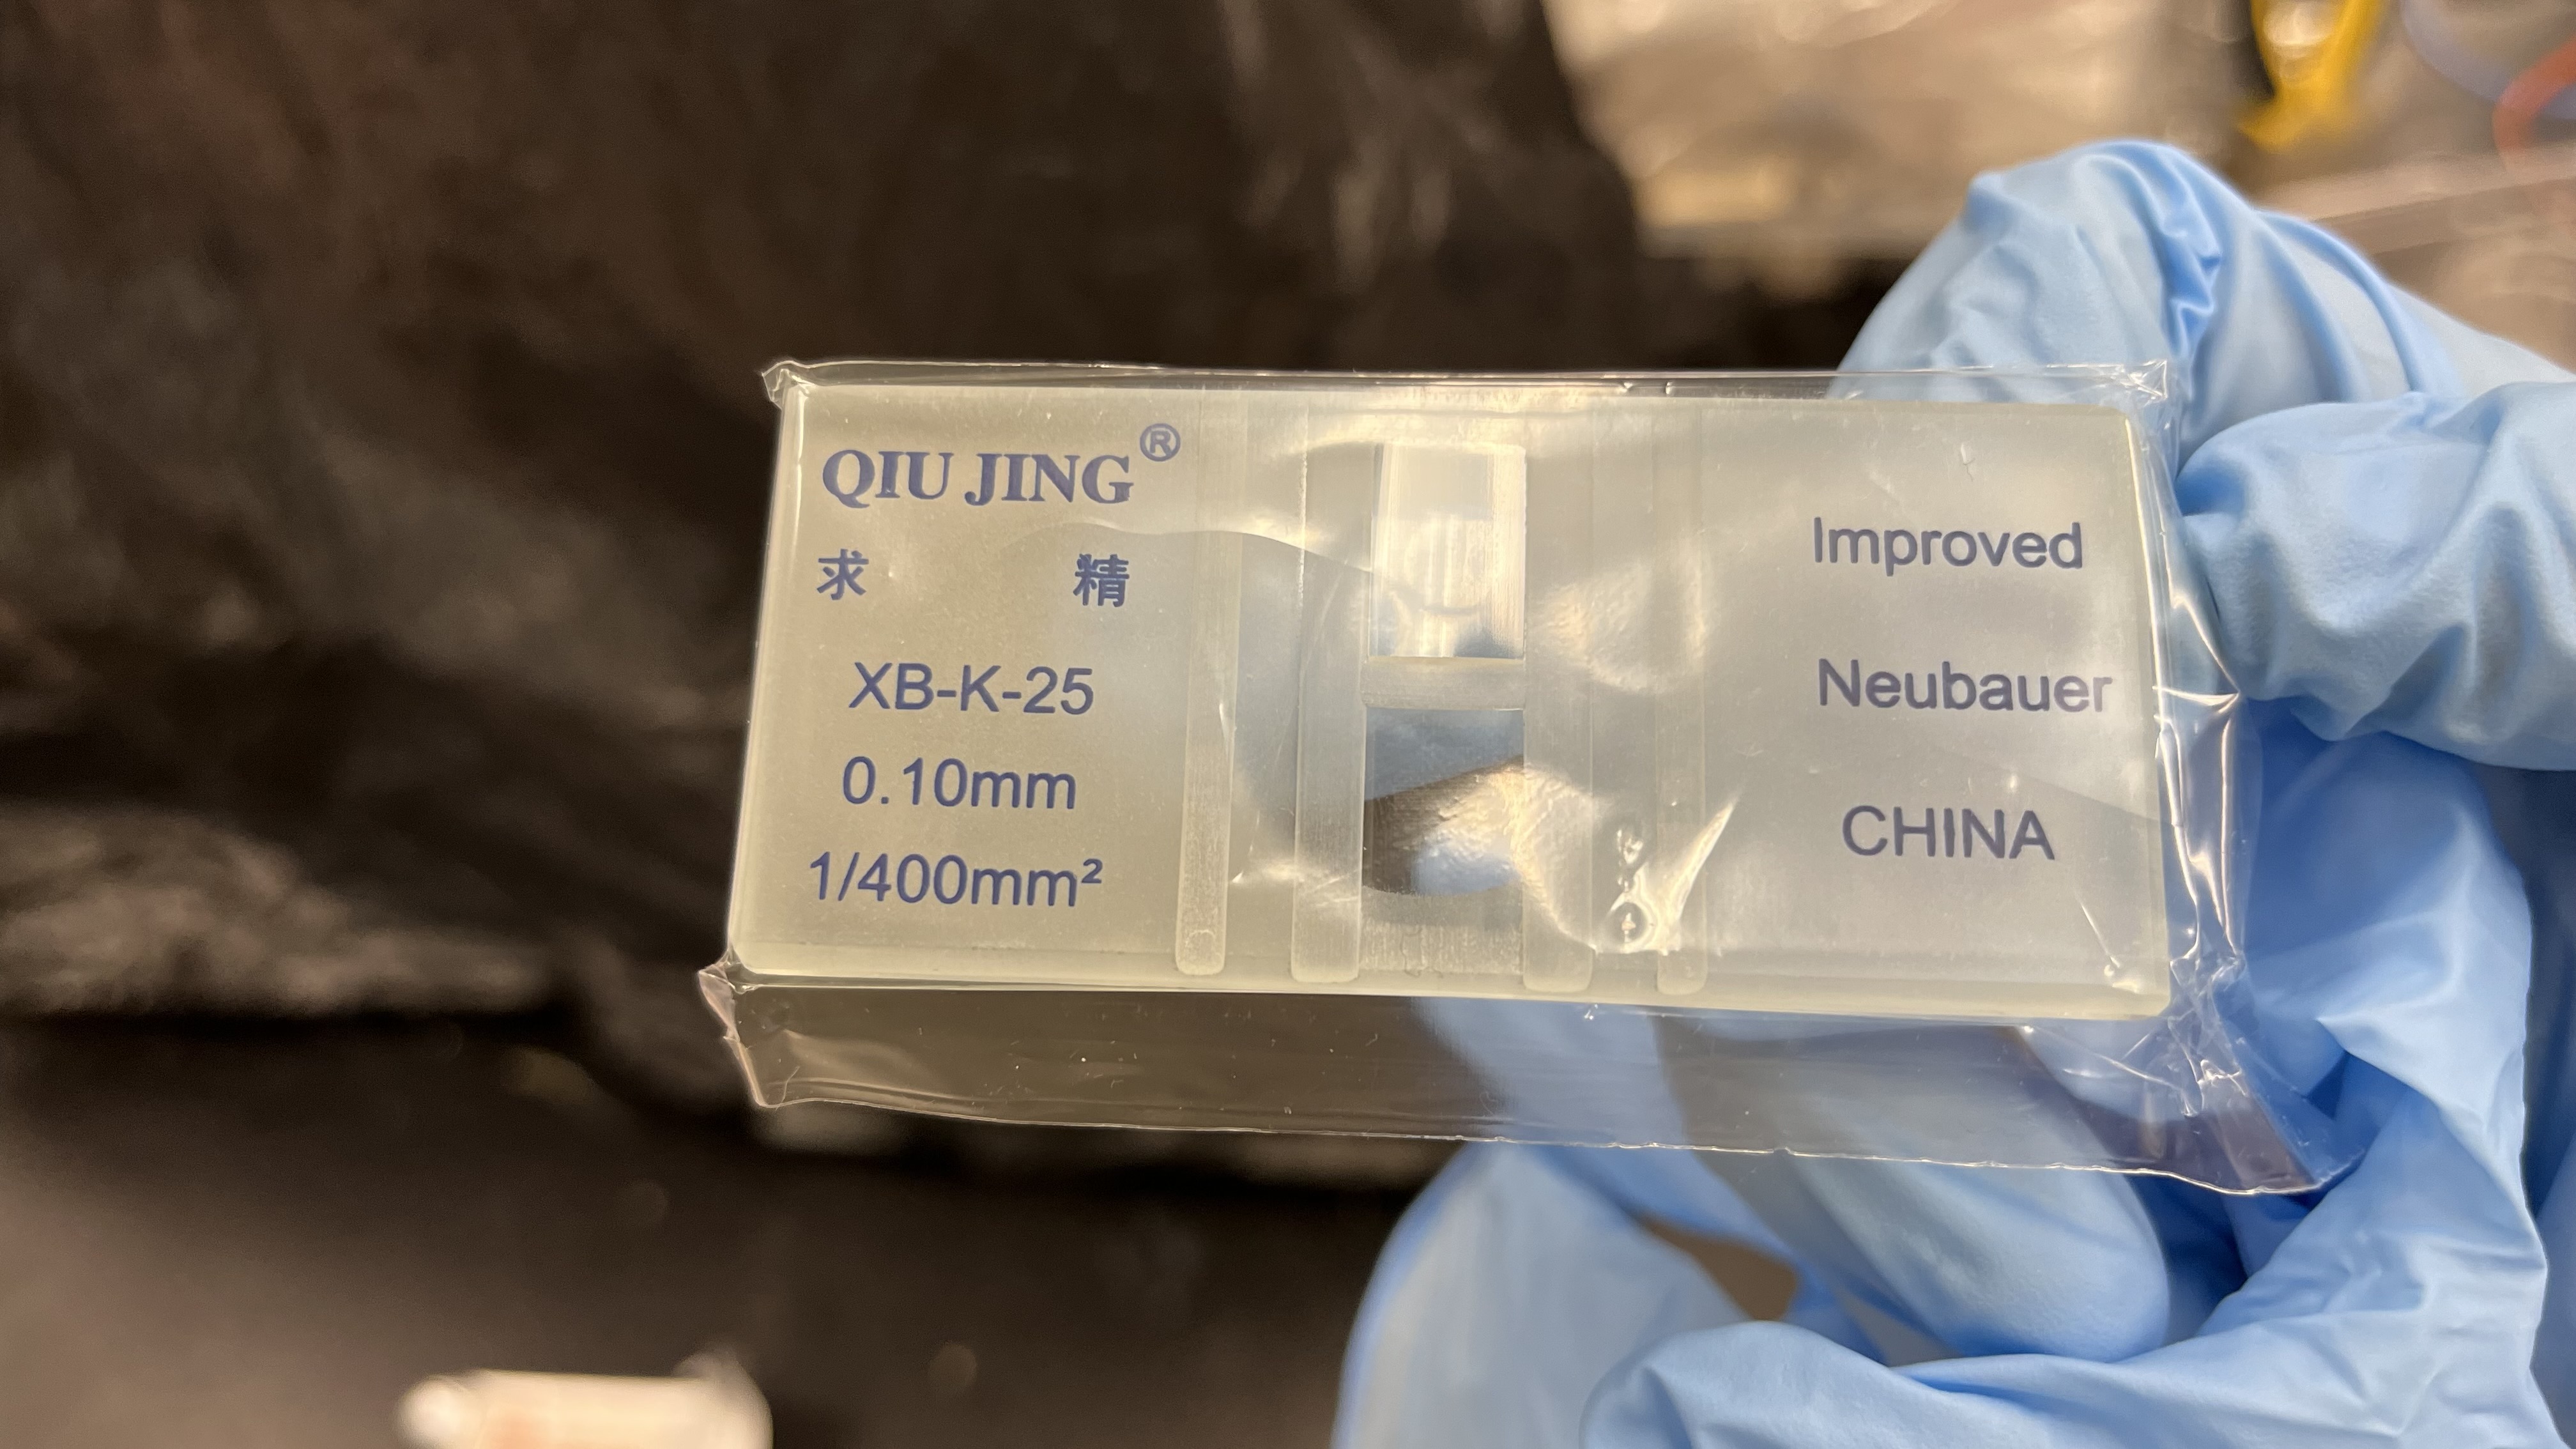 QIU JING®
求 精
XB-K-25
0.10mm
1/400mm²
Improved
Neubauer
CHINA